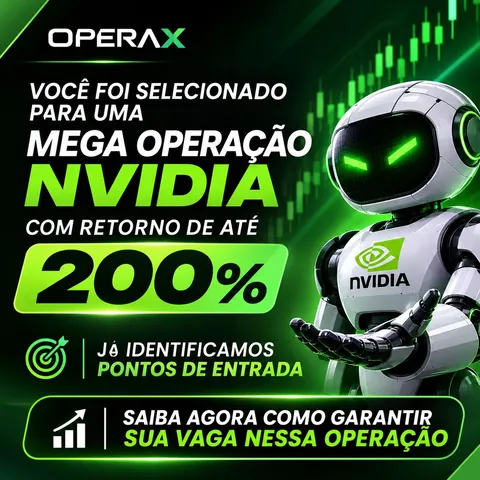 OPERAX
VOCÊ FOI SELECIONADO
PARA UMA
MEGA OPERAÇÃO
NVIDIA
COM RETORNO DE ATÉ
200%
NVIDIA
JÁ IDENTIFICAMOS
PONTOS DE ENTRADA
SAIBA AGORA COMO GARANTIR
SUA VAGA NESSA OPERAÇÃO